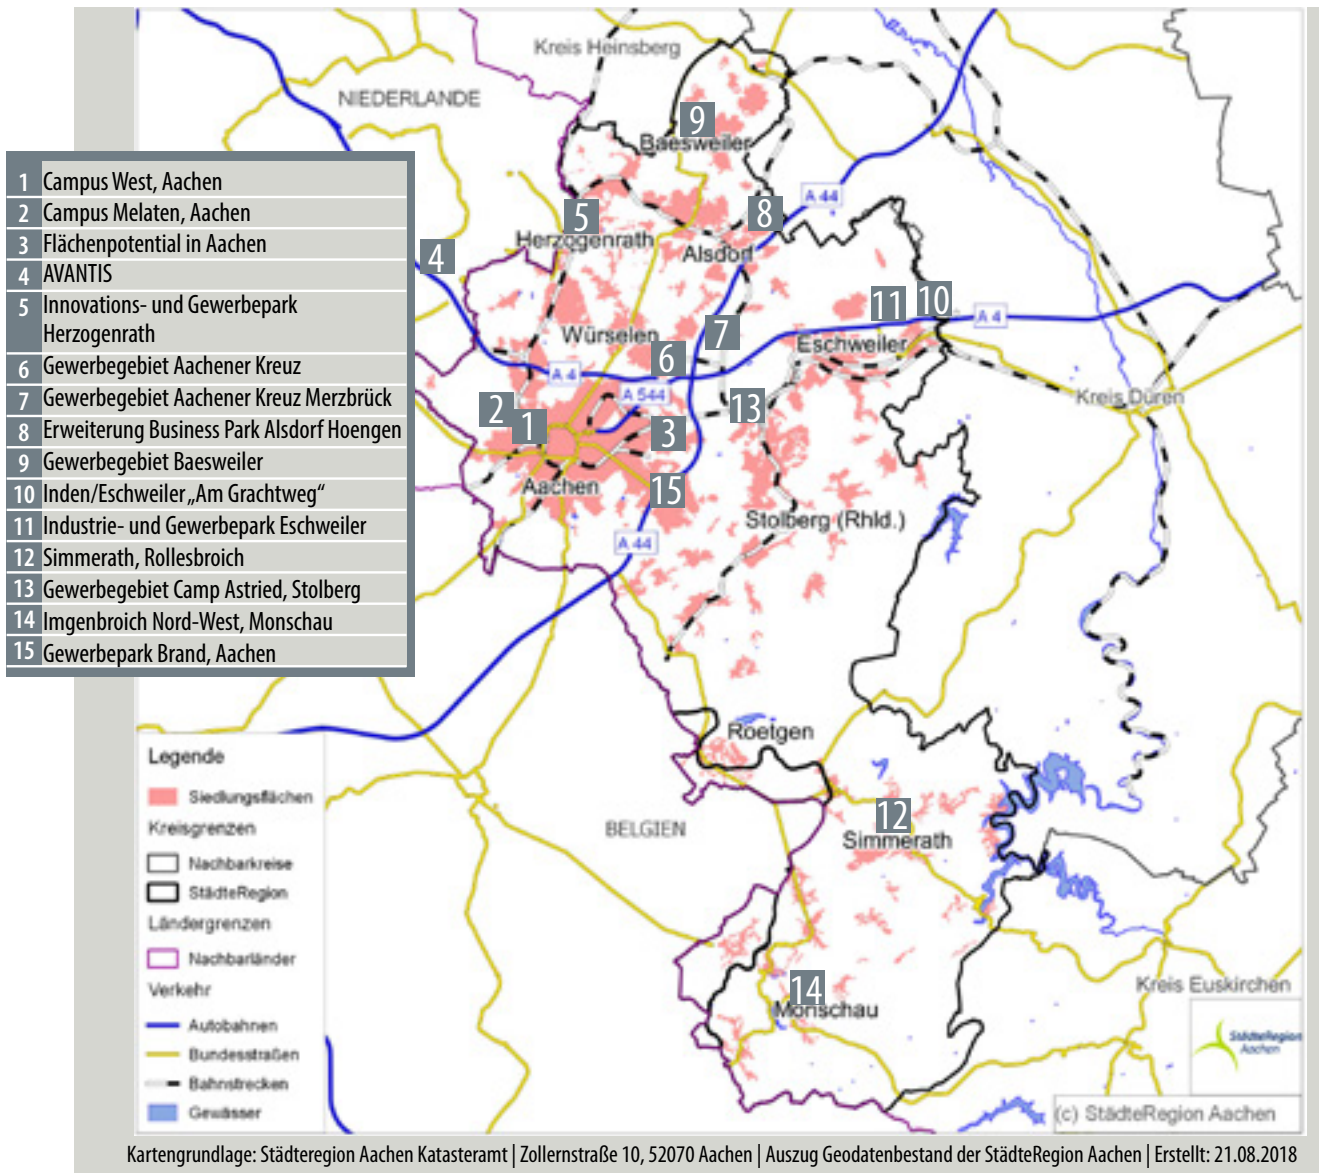 1 Campus West, Aachen
2 Campus Melaten, Aachen
3 Flächenpotential in Aachen
4 AVANTIS
5 Innovations- und Gewerbepark
Herzogenrath
6 Gewerbegebiet Aachener Kreuz
7 Gewerbegebiet Aachener Kreuz Merzbrück
8 Erweiterung Business Park Alsdorf Hoengen
9 Gewerbegebiet Baesweiler
10 Inden/Eschweiler „Am Grachtweg“
11 Industrie- und Gewerbepark Eschweiler
12 Simmerath, Rollesbroich
13 Gewerbegebiet Camp Astried, Stolberg
14 Imgenbroich Nord-West, Monschau
15 Gewerbepark Brand, Aachen
Kreis Heinsberg
NIEDERLANDE
9
Baesweiler
A 44
5
8
Herzogenrath
Alsdorf
4
11
10
A 4
7
Würselen
Eschweiler
6
A 4
A 544
Kreis Düren
2
13
1
3
Aachen
15
Stolberg (Rhld.)
A 44
Roetgen
BELGIEN
12
Simmerath
14
Monschau
Kreis Euskirchen
Legende
Siedlungsflächen
Kreisgrenzen
Nachbarkreise
StädteRegion
Ländergrenzen
Nachbarländer
Verkehr
Autobahnen
Bundesstraßen
Bahnstrecken
Gewässer
StädteRegion
Aachen
(c) StädteRegion Aachen
Kartengrundlage: Städteregion Aachen Katasteramt | Zollernstraße 10, 52070 Aachen | Auszug Geodatenbestand der StädteRegion Aachen | Erstellt: 21.08.2018